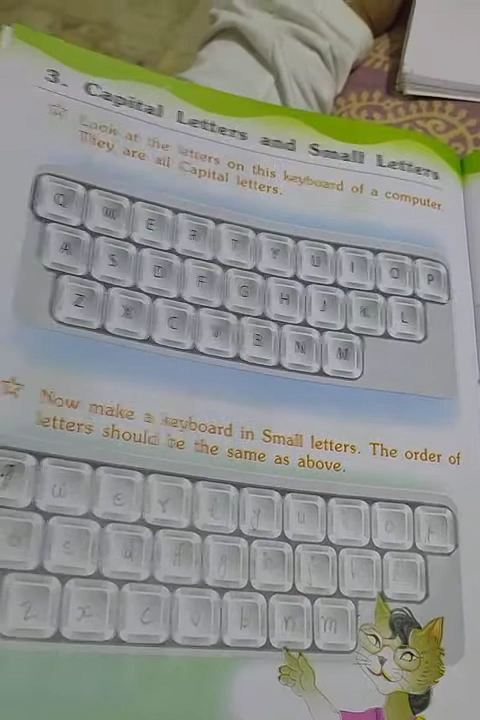 3. Capital Letters and Small Letters
Look at the letters on this keyboard of a computer.
They are all Capital letters.
Q W E R T Y U I O P
A S D F G H J K L
Z X C V B N M
Now make a keyboard in Small letters. The order of
letters should be the same as above.
q w e r t y u o p
a s d f g h j k
z x c v b n m